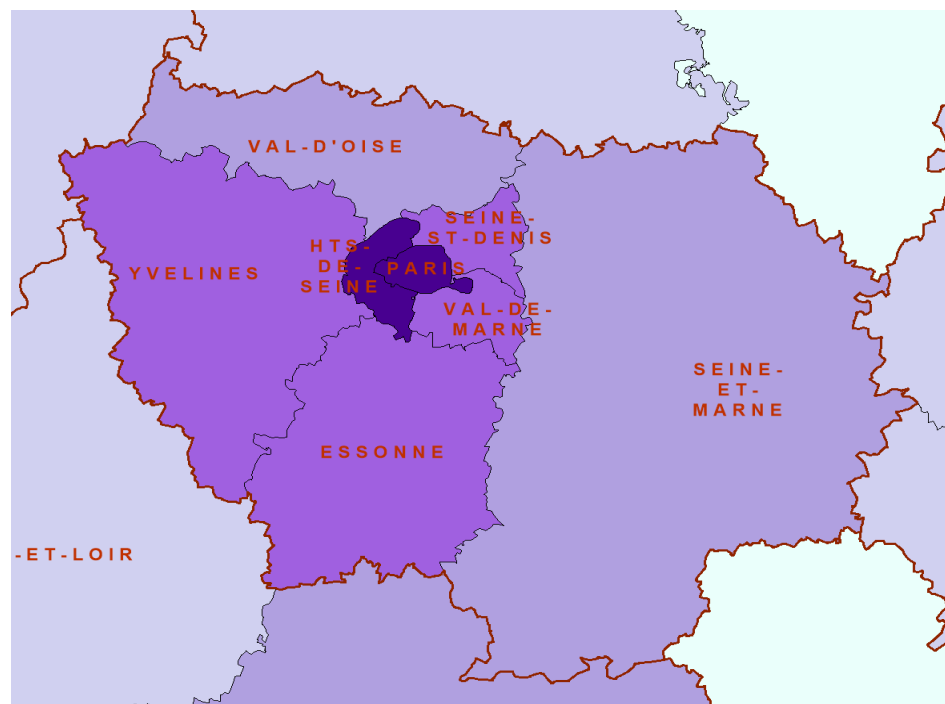 VAL-D'OISE
SEINE-
ST-DENIS
HTS-
DE-
SEINE
PARIS
YVELINES
VAL-DE-
MARNE
SEINE-
ET-
MARNE
ESSONNE
-ET-LOIR